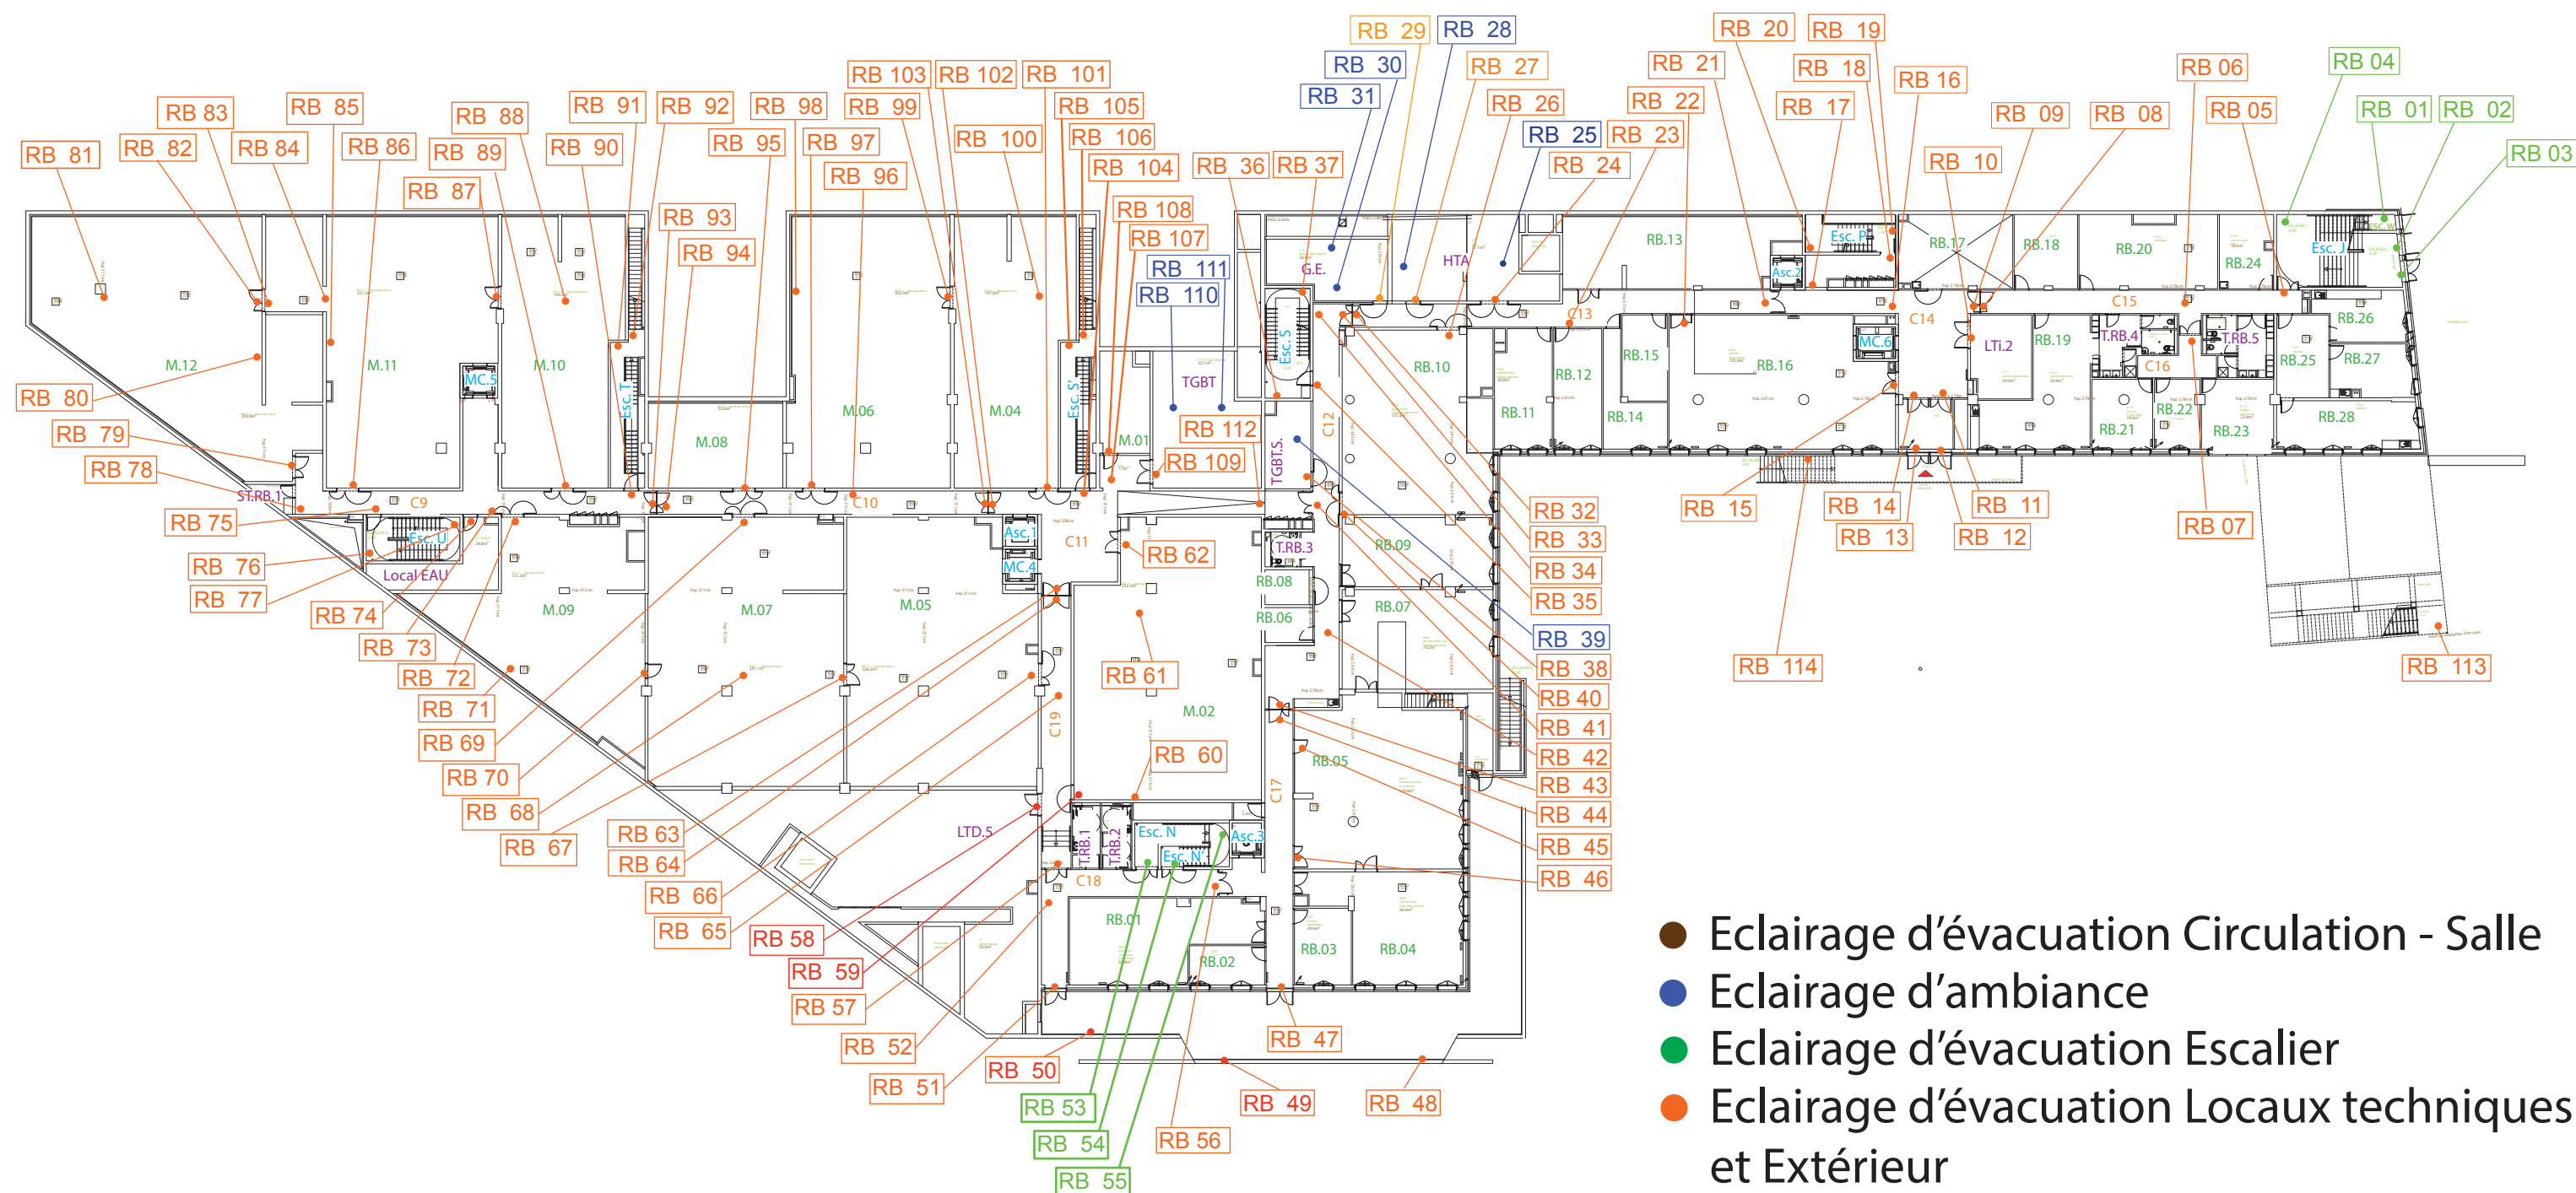 RB 29
RB 28
RB 20
RB 19
RB 30
RB 27
RB 21
RB 18
RB 16
RB 06
RB 04
RB 31
RB 26
RB 22
RB 17
RB 09
RB 08
RB 05
RB 01
RB 02
RB 25
RB 23
RB 10
RB 03
RB 24
RB 83
RB 85
RB 88
RB 91
RB 92
RB 98
RB 103
RB 102
RB 101
RB 81
RB 82
RB 84
RB 86
RB 89
RB 90
RB 95
RB 97
RB 99
RB 100
RB 105
RB 106
RB 87
RB 96
RB 104
RB 36
RB 37
RB 93
RB 94
RB 108
RB 107
RB 111
RB 110
G.E.
HTA
RB.13
Esc. P
Asc.2
RB.17
RB.18
RB.20
RB.24
Esc. J
ESC. W
C13
C14
C15
RB.26
M.12
M.11
MC.5
M.10
Esc. T
M.08
M.06
M.04
Esc. S'
M.01
TGBT
Esc. S
C12
RB.10
RB.12
RB.15
RB.16
MC.6
LTi.2
RB.19
T.RB.4
T.RB.5
C16
RB.25
RB.27
RB.11
RB.14
RB.21
RB.22
RB.23
RB.28
RB 80
RB 79
RB 78
RB 112
RB 109
TGBT.S.
ST.RB.1
C9
C10
RB 75
RB 76
RB 77
Esc. U
Local EAU
RB 74
RB 73
RB 72
RB 71
RB 69
RB 70
RB 68
RB 67
M.09
M.07
M.05
Asc.1
MC.4
C11
RB 62
T.RB.3
RB.08
RB.06
RB.09
RB.07
RB 61
M.02
C19
RB 60
C17
RB.05
RB 32
RB 33
RB 34
RB 35
RB 39
RB 38
RB 40
RB 41
RB 42
RB 43
RB 44
RB 45
RB 46
RB 15
RB 14
RB 13
RB 11
RB 12
RB 07
RB 114
RB 113
RB 63
RB 64
RB 66
RB 65
LTD.5
T.RB.1
T.RB.2
Esc. N
Esc. N'
Asc.3
C18
RB.01
RB.02
RB.03
RB.04
RB 58
RB 59
RB 57
RB 52
RB 51
RB 50
RB 47
RB 49
RB 48
RB 53
RB 54
RB 55
RB 56
Eclairage d'évacuation Circulation - Salle
Eclairage d'ambiance
Eclairage d'évacuation Escalier
Eclairage d'évacuation Locaux techniques
et Extérieur